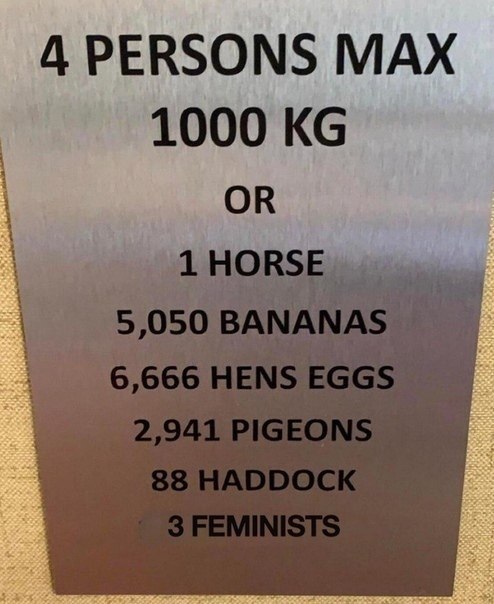 4 PERSONS MAX
1000 KG
OR
1 HORSE
5,050 BANANAS
6,666 HENS EGGS
2,941 PIGEONS
88 HADDOCK
3 FEMINISTS